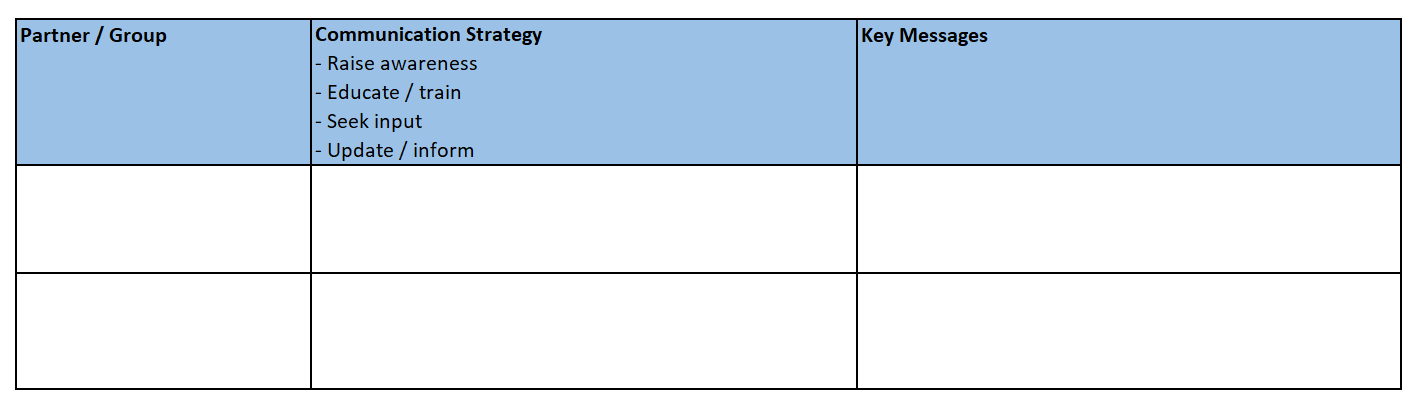 Partner / Group
Communication Strategy
- Raise awareness
- Educate / train
- Seek input
- Update / inform
Key Messages